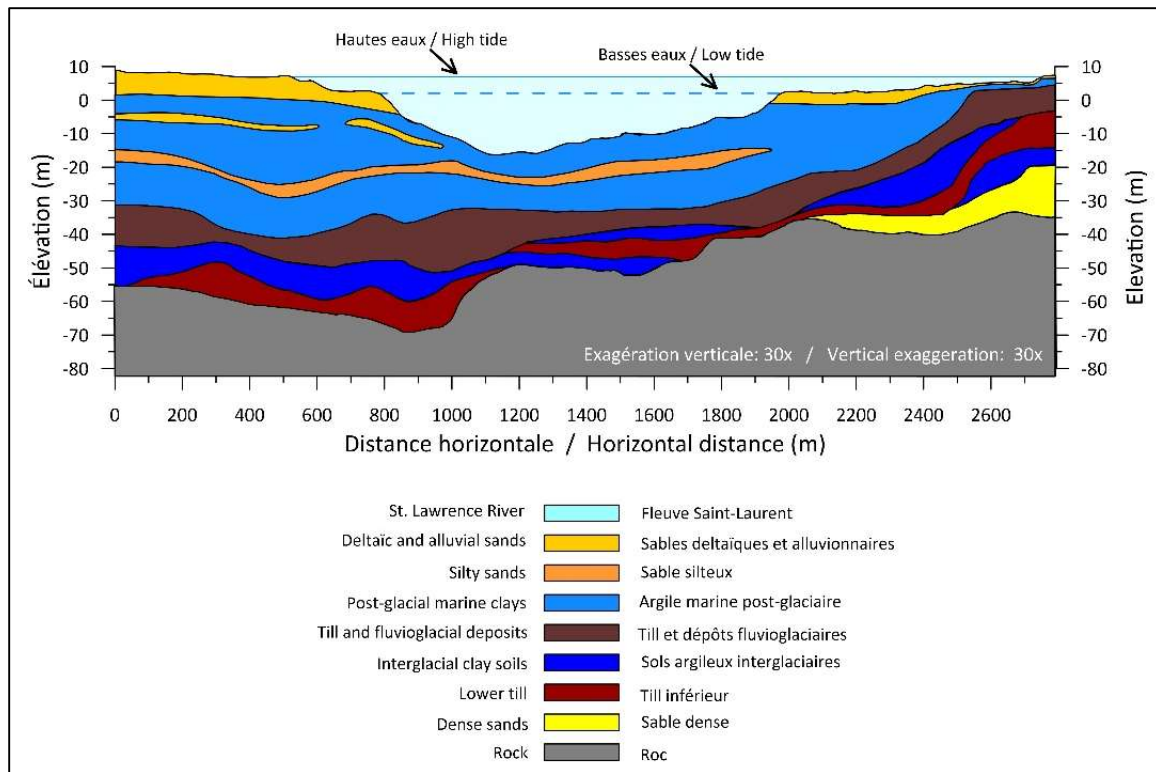 Hautes eaux / High tide
Basses eaux / Low tide
Élévation (m)
10
0
-10
-20
-30
-40
-50
-60
-70
-80
10
0
-10
-20
-30
-40
-50
-60
-70
-80
Elevation (m)
Exagération verticale: 30x / Vertical exaggeration: 30x
0 200 400 600 800 1000 1200 1400 1600 1800 2000 2200 2400 2600
Distance horizontale / Horizontal distance (m)
St. Lawrence River Fleuve Saint-Laurent
Deltaïc and alluvial sands Sables deltaïques et alluvionnaires
Silty sands Sable silteux
Post-glacial marine clays Argile marine post-glaciaire
Till and fluvioglacial deposits Till et dépôts fluvioglaciaires
Interglacial clay soils Sols argileux interglaciaires
Lower till Till inférieur
Dense sands Sable dense
Rock Roc